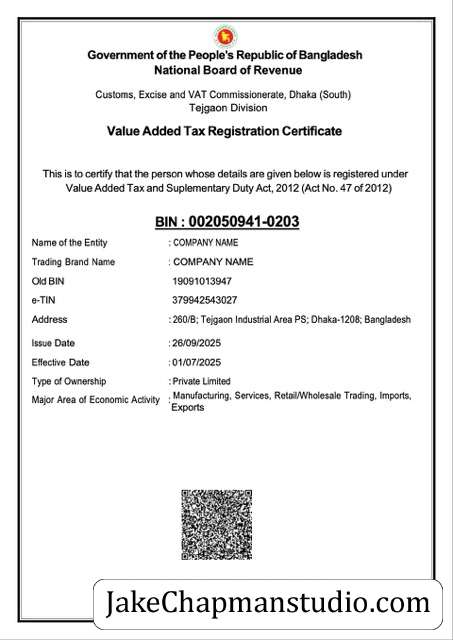 Government of the People's Republic of Bangladesh
National Board of Revenue
Customs, Excise and VAT Commissionerate, Dhaka (South)
Tejgaon Division
Value Added Tax Registration Certificate
This is to certify that the person whose details are given below is registered under
Value Added Tax and Suplementary Duty Act, 2012 (Act No. 47 of 2012)
BIN : 002050941-0203
Name of the Entity : COMPANY NAME
Trading Brand Name : COMPANY NAME
Old BIN 19091013947
e-TIN 379942543027
Address : 260/B; Tejgaon Industrial Area PS; Dhaka-1208; Bangladesh
Issue Date : 26/09/2025
Effective Date : 01/07/2025
Type of Ownership : Private Limited
Major Area of Economic Activity : Manufacturing, Services, Retail/Wholesale Trading, Imports,
Exports
JakeChapmanstudio.com